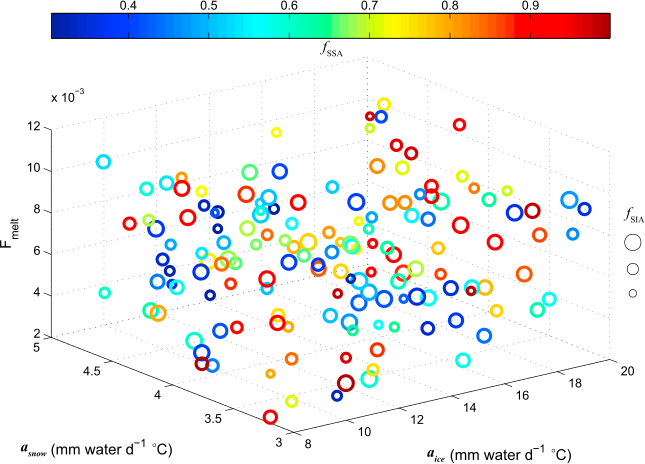 0.4 0.5 0.6 0.7 0.8 0.9
fSSA
x 10⁻³
12
10
8
6
4
2
Fmelt
fSIA
5
4.5
4
3.5
3
8
10
12
14
16
18
20
asnow (mm water d⁻¹ °C)
aice (mm water d⁻¹ °C)